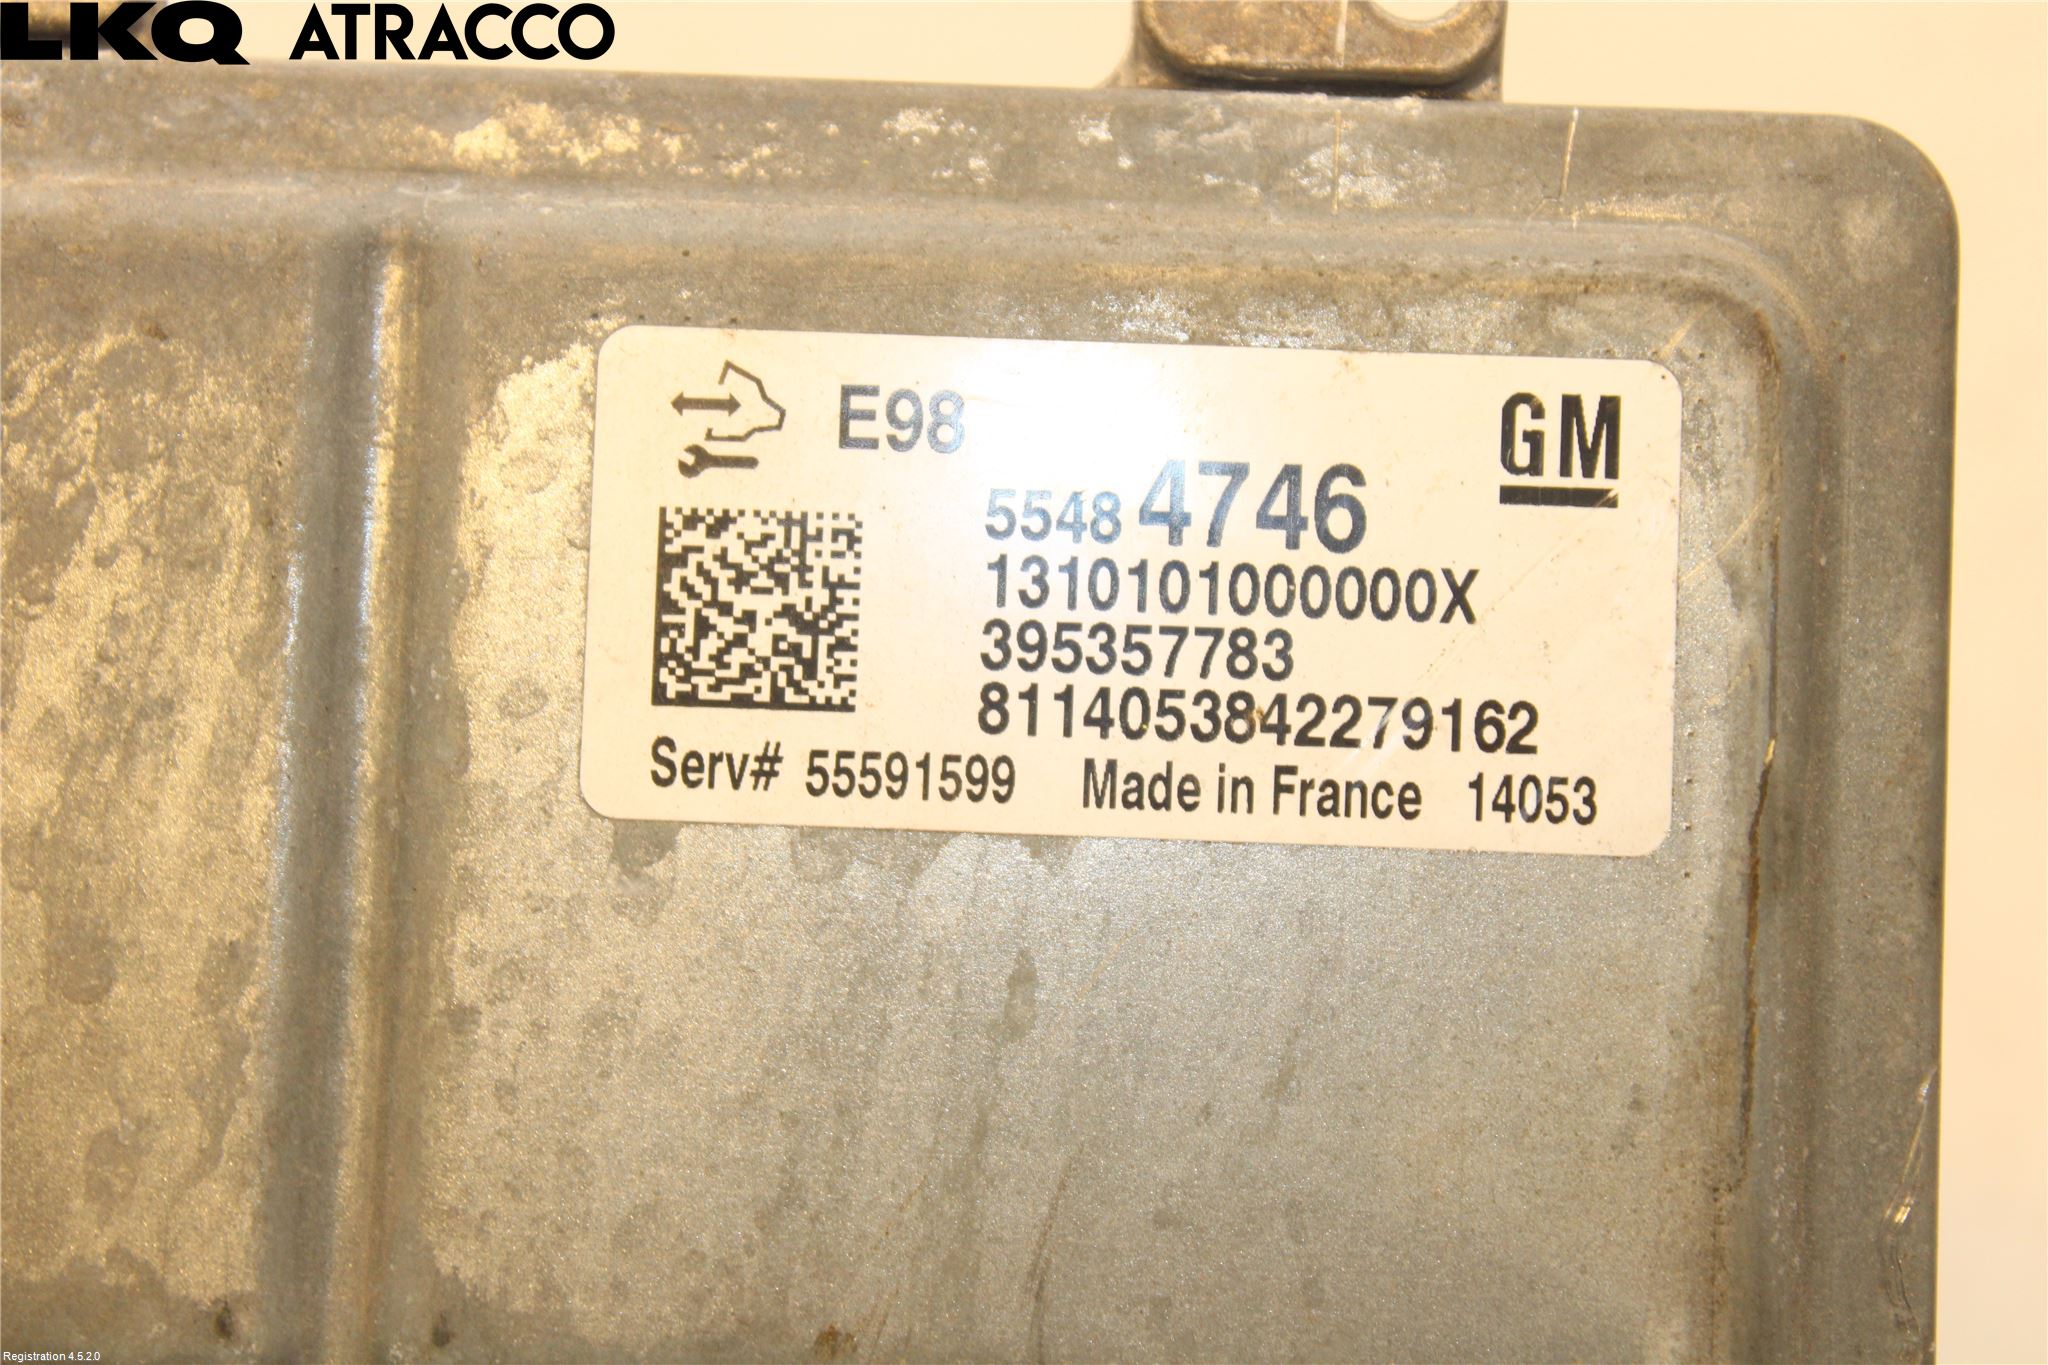 LKQ ATRACCO
E98
GM
5548 4746
1310101000000X
395357783
8114053842279162
Serv# 55591599 Made in France 14053
Registration 4.5.2.0